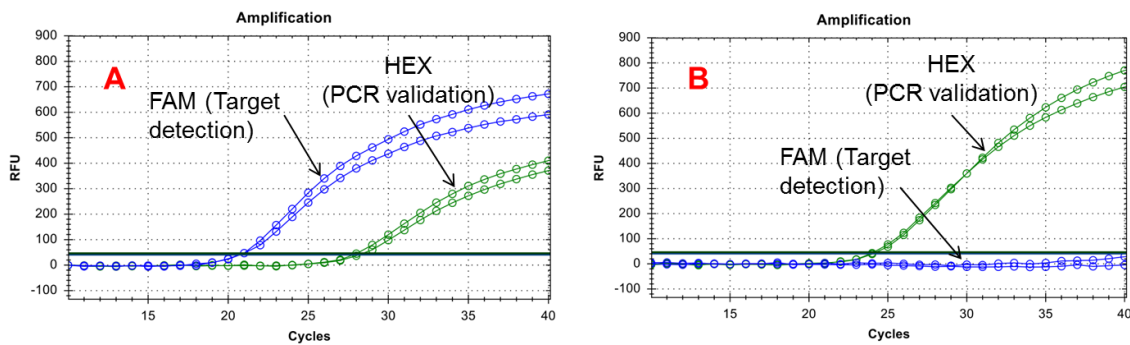 Amplification
A
HEX
(PCR validation)
FAM (Target
detection)
RFU
900
800
700
600
500
400
300
200
100
0
-100
15
20
25
30
35
40
Cycles
Amplification
B
HEX
(PCR validation)
FAM (Target
detection)
RFU
900
800
700
600
500
400
300
200
100
0
-100
15
20
25
30
35
40
Cycles